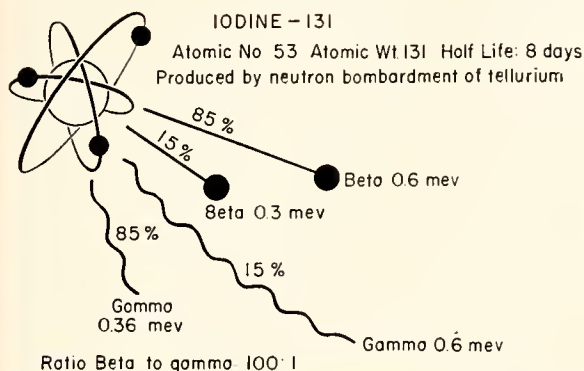 IODINE-131
Atomic No 53 Atomic Wt. 131 Half Life: 8 days
Produced by neutron bombardment of tellurium
85%
15%
Beta 0.6 mev
Beta 0.3 mev
85%
15%
Gamma
0.36 mev
Gamma 0.6 mev
Ratio Beta to gamma 100:1